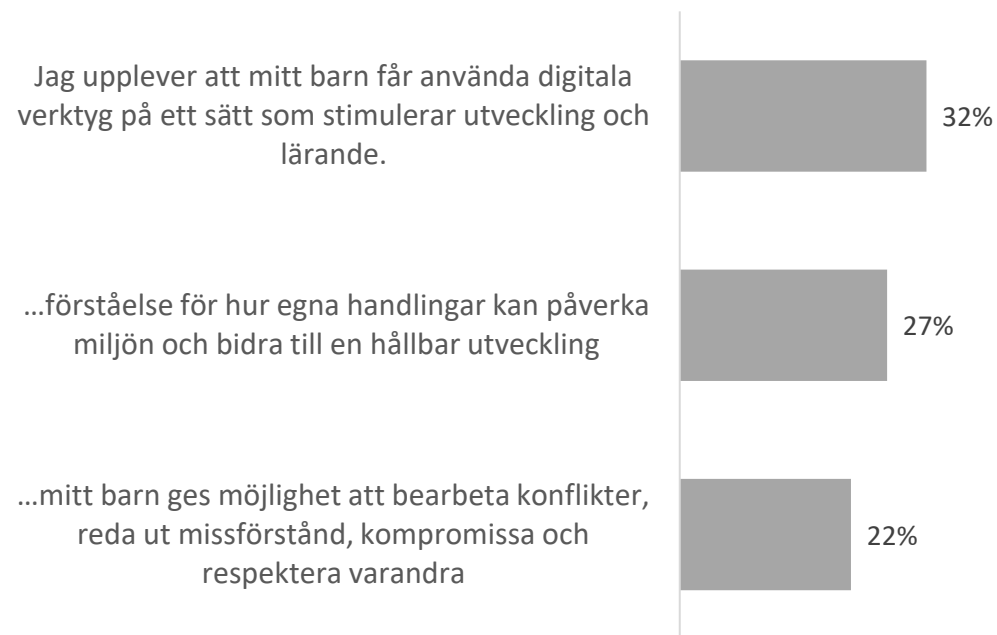 Jag upplever att mitt barn får använda digitala
verktyg på ett sätt som stimulerar utveckling och
lärande.
32%
...förståelse för hur egna handlingar kan påverka
miljön och bidra till en hållbar utveckling
27%
...mitt barn ges möjlighet att bearbeta konflikter,
reda ut missförstånd, kompromissa och
respektera varandra
22%